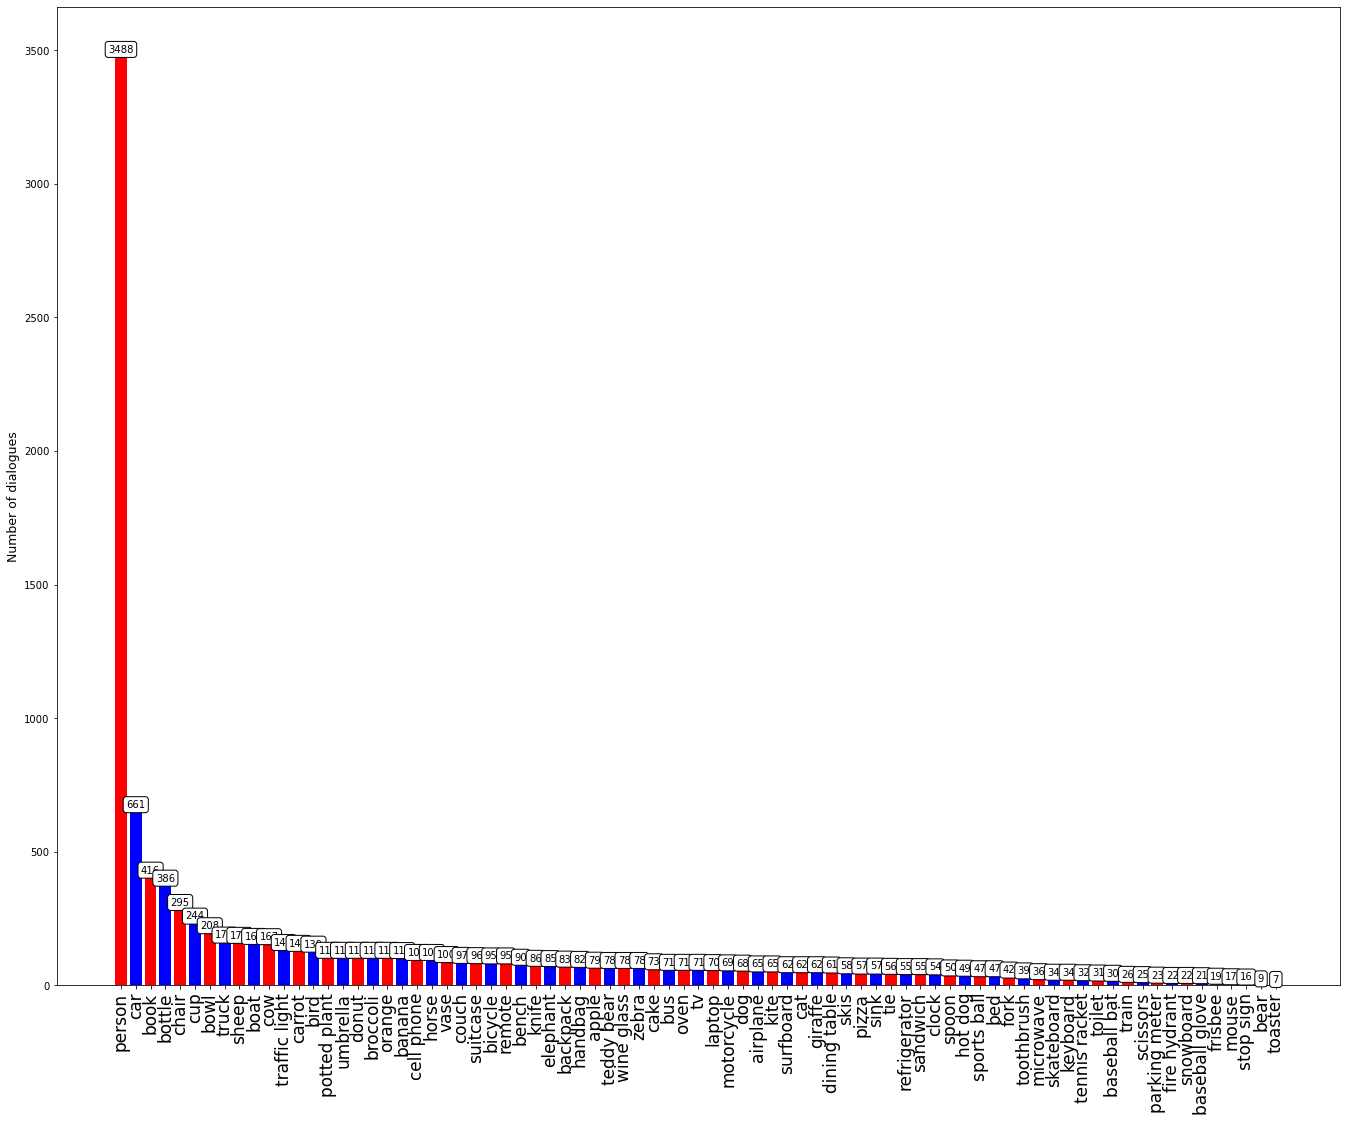 Number of dialogues
3500
3000
2500
2000
1500
1000
500
0
3488
661
416
386
295
244
208
167
130
100
97
96
95
95
90
86
85
83
82
79
78
78
78
73
71
71
71
70
69
68
65
65
62
62
62
61
58
57
57
56
55
55
54
50
49
47
47
42
39
36
34
34
32
31
30
26
25
23
22
22
21
19
17
16
9
7
person
car
book
bottle
chair
cup
bowl
truck
sheep
boat
cow
traffic light
carrot
bird
potted plant
umbrella
donut
broccoli
orange
banana
cell phone
horse
vase
couch
suitcase
bicycle
remote
bench
knife
elephant
backpack
handbag
apple
teddy bear
wine glass
zebra
cake
bus
oven
tv
laptop
motorcycle
dog
airplane
kite
surfboard
cat
giraffe
dining table
skis
pizza
sink
tie
refrigerator
sandwich
clock
spoon
hot dog
sports ball
bed
fork
toothbrush
microwave
skateboard
keyboard
tennis racket
toilet
baseball bat
train
scissors
parking meter
fire hydrant
snowboard
baseball glove
frisbee
mouse
stop sign
bear
toaster